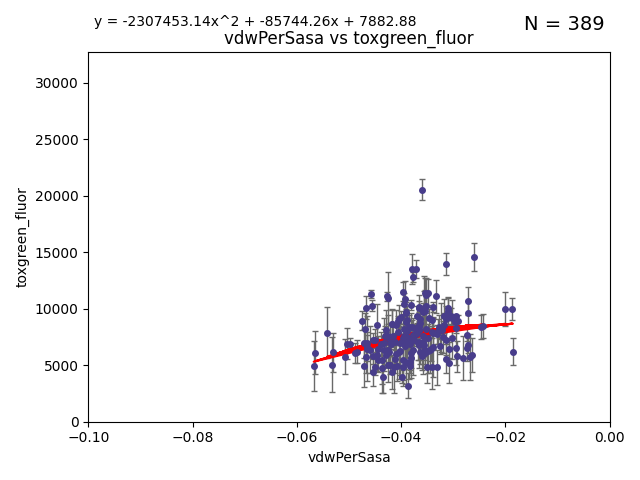 y = -2307453.14x^2 + -85744.26x + 7882.88
N = 389
vdwPerSasa vs toxgreen_fluor
30000
25000
20000
15000
10000
5000
0
toxgreen_fluor
−0.10
−0.08
−0.06
−0.04
−0.02
0.00
vdwPerSasa